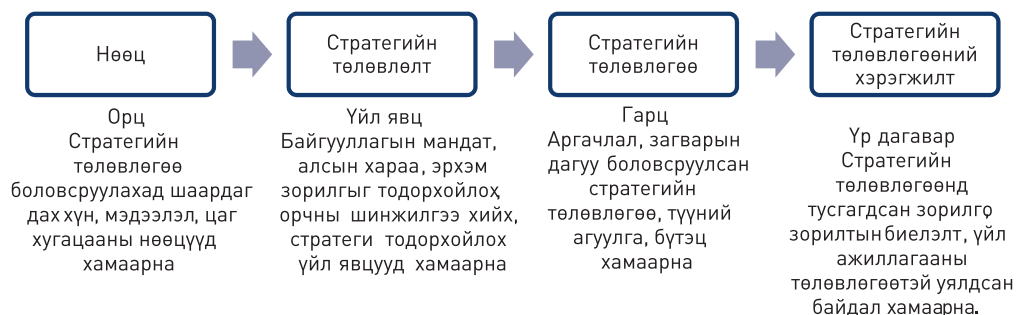 Нөөц
Стратегийн
төлөвлөлт
Стратегийн
төлөвлөгөө
Стратегийн
төлөвлөгөөний
хэрэгжилт
Орц
Стратегийн
төлөвлөгөө
боловсруулахад шаардаг
дах хүн, мэдээлэл, цаг
хугацааны нөөцүүд
хамаарна
Үйл явц
Байгууллагын мандат,
алсын хараа, эрхэм
зорилгыг тодорхойлох,
орчны шинжилгээ хийх,
стратеги тодорхойлох
үйл явцууд хамаарна
Гарц
Аргачлал, загварын
дагуу боловсруулсан
стратегийн
төлөвлөгөө, түүний
агуулга, бүтэц
хамаарна
Үр дагавар
Стратегийн
төлөвлөгөөнд
тусгагдсан зорилго,
зорилтын биелэлт, үйл
ажиллагааны
төлөвлөгөөтэй уялдсан
байдал хамаарна.